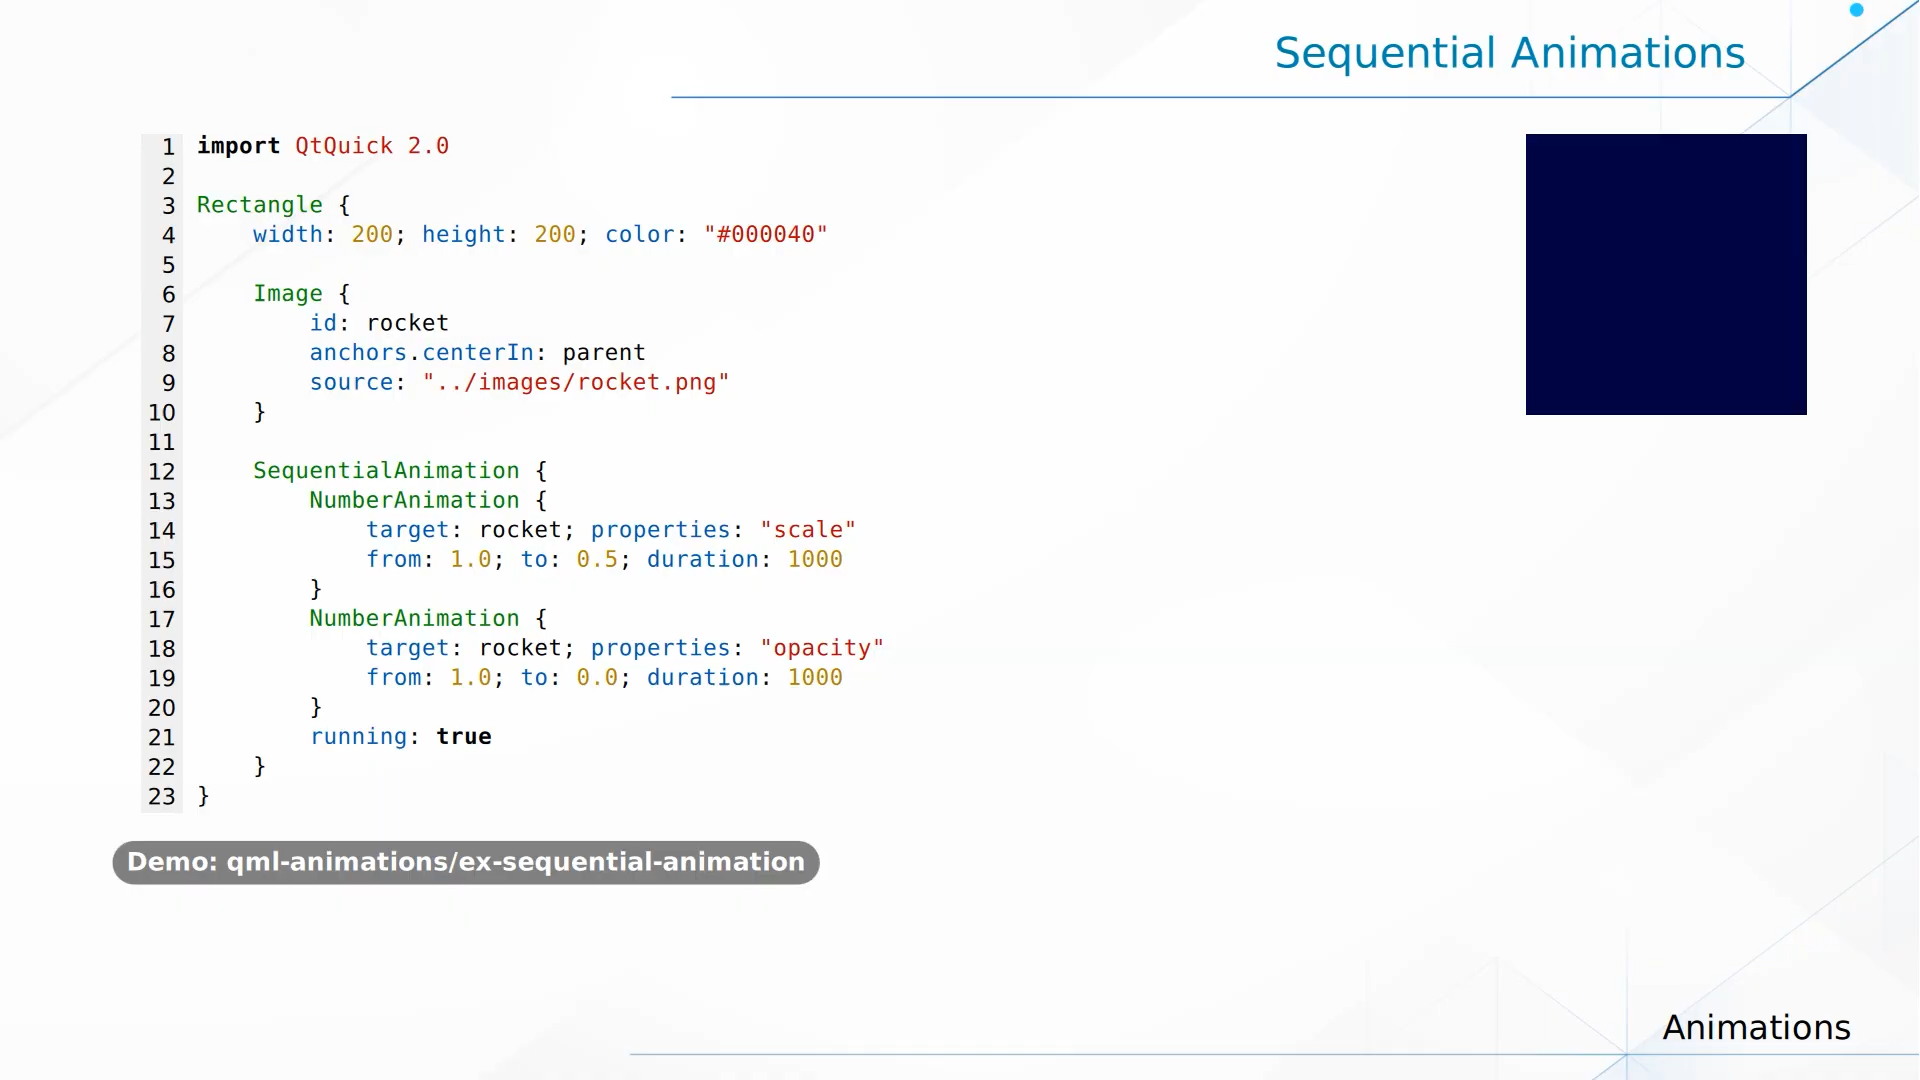 Sequential Animations
1 import QtQuick 2.0
2
3 Rectangle {
4     width: 200; height: 200; color: "#000040"
5
6     Image {
7         id: rocket
8         anchors.centerIn: parent
9         source: "../images/rocket.png"
10     }
11
12     SequentialAnimation {
13         NumberAnimation {
14             target: rocket; properties: "scale"
15             from: 1.0; to: 0.5; duration: 1000
16         }
17         NumberAnimation {
18             target: rocket; properties: "opacity"
19             from: 1.0; to: 0.0; duration: 1000
20         }
21         running: true
22     }
23 }
Demo: qml-animations/ex-sequential-animation
Animations